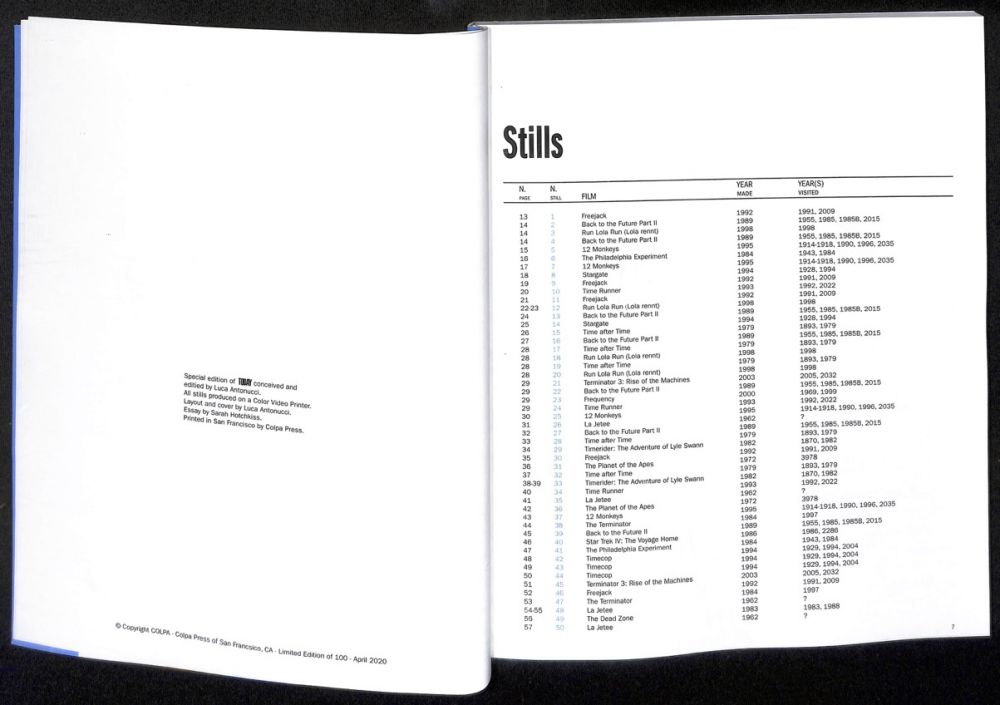 Special edition of TODAY conceived and
editied by Luca Antonucci.
All stills produced on a Color Video Printer.
Layout and cover by Luca Antonucci.
Essay by Sarah Hotchkiss.
Printed in San Francisco by Colpa Press.
© Copyright COLPA - Colpa Press of San Francsico, CA - Limited Edition of 100 - April 2020
Stills
N. PAGE N. STILL FILM YEAR MADE YEAR(S) VISITED
13 1 Freejack 1992 1991, 2009
14 2 Back to the Future Part II 1989 1955, 1985, 1985B, 2015
14 3 Run Lola Run (Lola rennt) 1998 1998
14 4 Back to the Future Part II 1989 1955, 1985, 1985B, 2015
15 5 12 Monkeys 1995 1914-1918, 1990, 1996, 2035
16 6 The Philadelphia Experiment 1984 1943, 1984
17 7 12 Monkeys 1995 1914-1918, 1990, 1996, 2035
18 8 Stargate 1994 1928, 1994
19 9 Freejack 1992 1991, 2009
20 10 Time Runner 1993 1992, 2022
21 11 Freejack 1992 1991, 2009
22-23 12 Run Lola Run (Lola rennt) 1998 1998
24 13 Back to the Future Part II 1989 1955, 1985, 1985B, 2015
25 14 Stargate 1994 1928, 1994
26 15 Time after Time 1979 1893, 1979
27 16 Back to the Future Part II 1989 1955, 1985, 1985B, 2015
28 17 Time after Time 1979 1893, 1979
28 18 Run Lola Run (Lola rennt) 1998 1998
28 19 Time after Time 1979 1893, 1979
28 20 Run Lola Run (Lola rennt) 1998 1998
29 21 Terminator 3: Rise of the Machines 2003 2005, 2032
29 22 Back to the Future Part II 1989 1955, 1985, 1985B, 2015
29 23 Frequency 2000 1969, 1999
29 24 Time Runner 1993 1992, 2022
30 25 12 Monkeys 1995 1914-1918, 1990, 1996, 2035
31 26 La Jetee 1962 ?
32 27 Back to the Future Part II 1989 1955, 1985, 1985B, 2015
33 28 Time after Time 1979 1893, 1979
34 29 Timerider: The Adventure of Lyle Swann 1982 1870, 1982
35 30 Freejack 1992 1991, 2009
36 31 The Planet of the Apes 1972 3978
37 32 Time after Time 1979 1893, 1979
38-39 33 Timerider: The Adventure of Lyle Swann 1982 1870, 1982
40 34 Time Runner 1993 1992, 2022
41 35 La Jetee 1962 ?
42 36 The Planet of the Apes 1972 3978
43 37 12 Monkeys 1995 1914-1918, 1990, 1996, 2035
44 38 The Terminator 1984 1997
45 39 Back to the Future II 1989 1955, 1985, 1985B, 2015
46 40 Star Trek IV: The Voyage Home 1986 1986, 2286
47 41 The Philadelphia Experiment 1984 1943, 1984
48 42 Timecop 1994 1929, 1994, 2004
49 43 Timecop 1994 1929, 1994, 2004
50 44 Timecop 1994 1929, 1994, 2004
51 45 Terminator 3: Rise of the Machines 2003 2005, 2032
52 46 Freejack 1992 1991, 2009
53 47 The Terminator 1984 1997
54-55 48 La Jetee 1962 ?
56 49 The Dead Zone 1983 1983, 1988
57 50 La Jetee 1962 ?
7